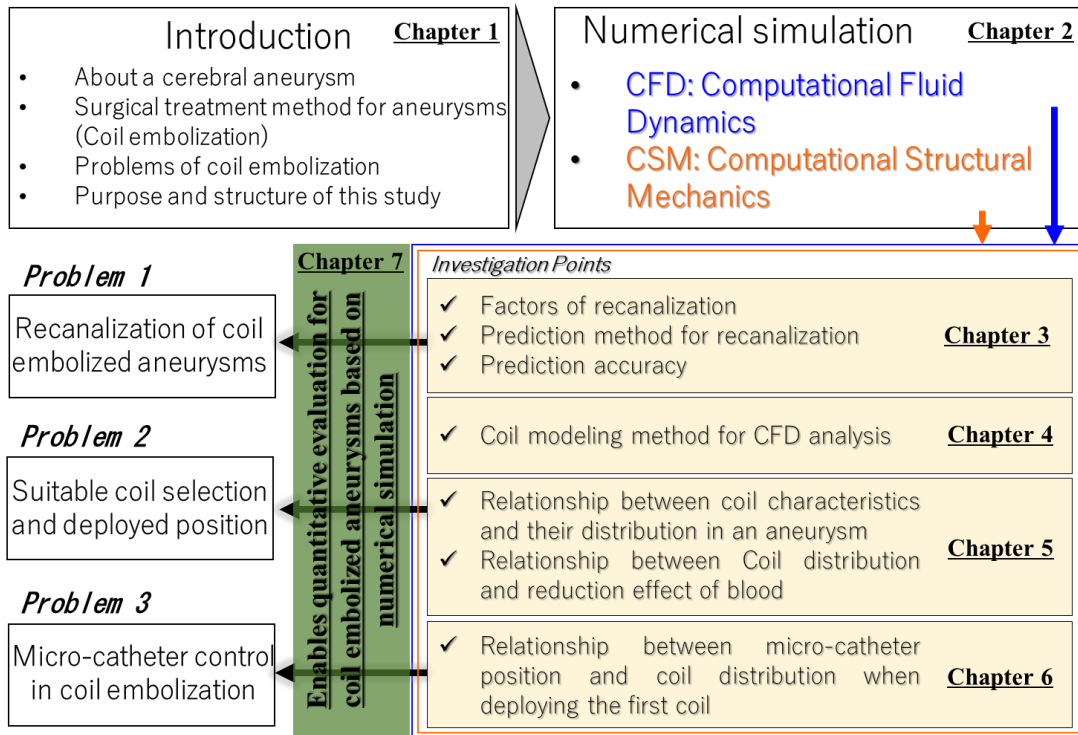 Introduction
Chapter 1
• About a cerebral aneurysm
• Surgical treatment method for aneurysms
(Coil embolization)
• Problems of coil embolization
• Purpose and structure of this study
Numerical simulation
Chapter 2
• CFD: Computational Fluid
Dynamics
• CSM: Computational Structural
Mechanics
Problem 1
Recanalization of coil
embolized aneurysms
Problem 2
Suitable coil selection
and deployed position
Problem 3
Micro-catheter control
in coil embolization
Chapter 7
Enables quantitative evaluation for
coil embolized aneurysms based on
numerical simulation
Investigation Points
✓ Factors of recanalization
✓ Prediction method for recanalization
✓ Prediction accuracy
Chapter 3
✓ Coil modeling method for CFD analysis
Chapter 4
✓ Relationship between coil characteristics
and their distribution in an aneurysm
✓ Relationship between Coil distribution
and reduction effect of blood
Chapter 5
✓ Relationship between micro-catheter
position and coil distribution when
deploying the first coil
Chapter 6